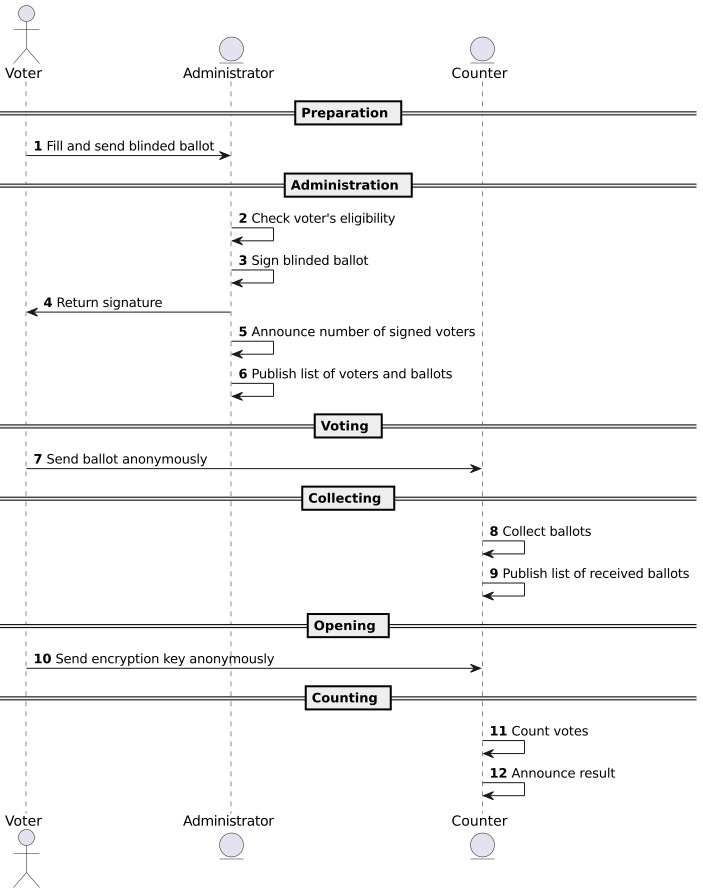 Voter
Administrator
Counter
Preparation
1 Fill and send blinded ballot
Administration
2 Check voter's eligibility
3 Sign blinded ballot
4 Return signature
5 Announce number of signed voters
6 Publish list of voters and ballots
Voting
7 Send ballot anonymously
Collecting
8 Collect ballots
9 Publish list of received ballots
Opening
10 Send encryption key anonymously
Counting
11 Count votes
12 Announce result
Voter
Administrator
Counter